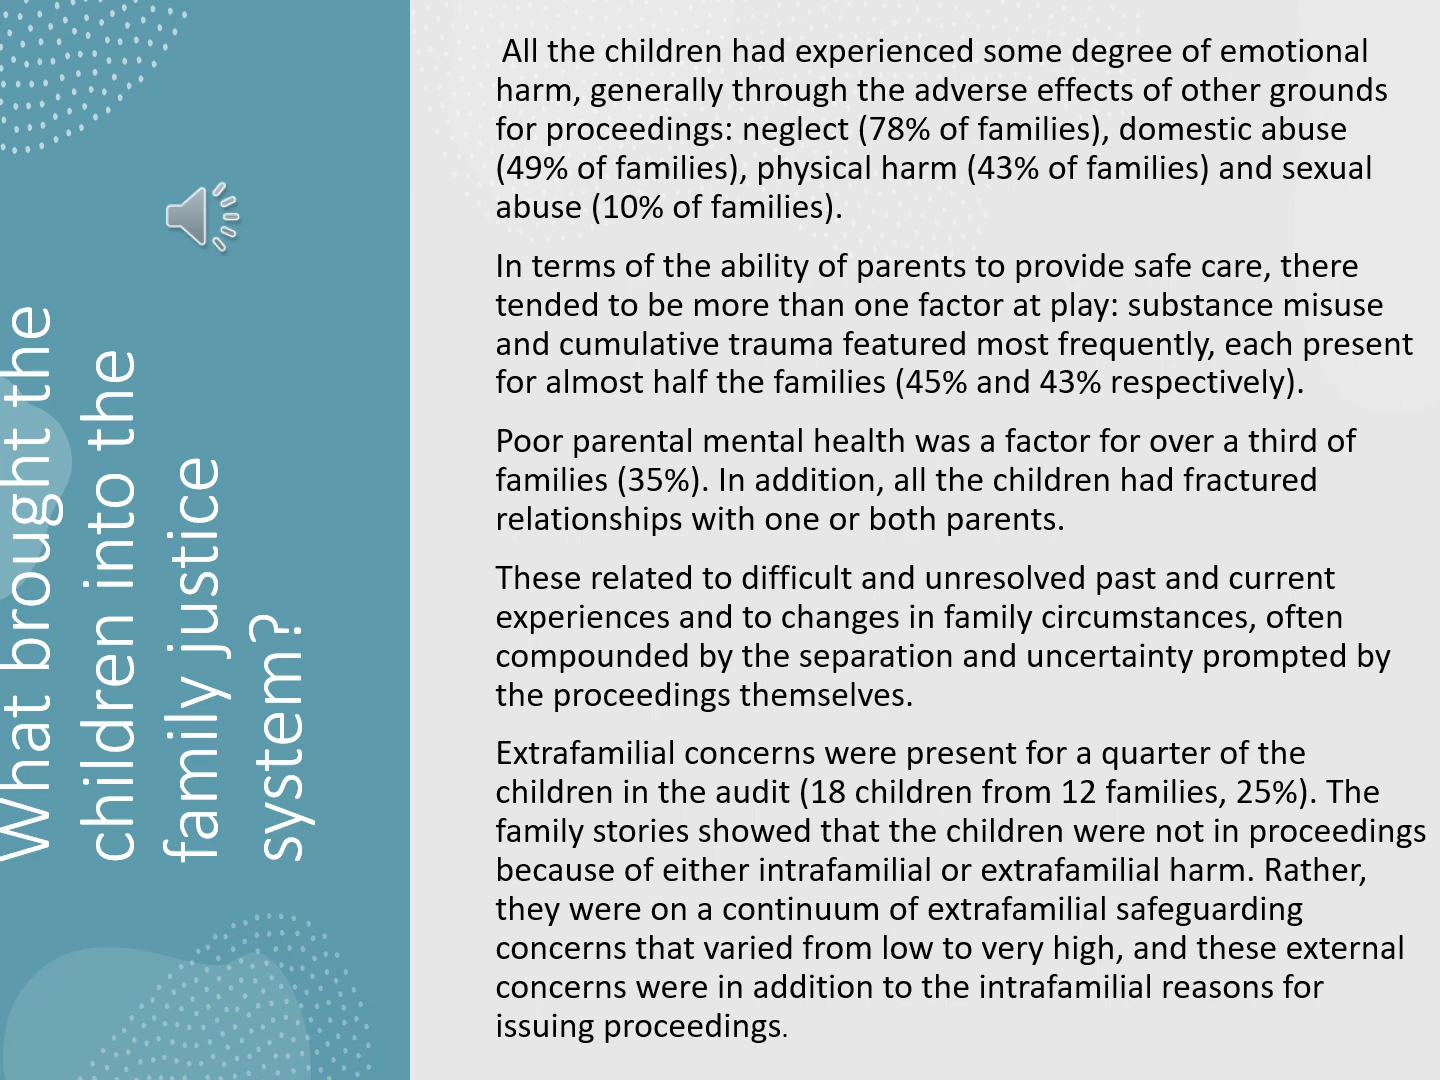 What brought the
children into the
family justice
system?
All the children had experienced some degree of emotional
harm, generally through the adverse effects of other grounds
for proceedings: neglect (78% of families), domestic abuse
(49% of families), physical harm (43% of families) and sexual
abuse (10% of families).
In terms of the ability of parents to provide safe care, there
tended to be more than one factor at play: substance misuse
and cumulative trauma featured most frequently, each present
for almost half the families (45% and 43% respectively).
Poor parental mental health was a factor for over a third of
families (35%). In addition, all the children had fractured
relationships with one or both parents.
These related to difficult and unresolved past and current
experiences and to changes in family circumstances, often
compounded by the separation and uncertainty prompted by
the proceedings themselves.
Extrafamilial concerns were present for a quarter of the
children in the audit (18 children from 12 families, 25%). The
family stories showed that the children were not in proceedings
because of either intrafamilial or extrafamilial harm. Rather,
they were on a continuum of extrafamilial safeguarding
concerns that varied from low to very high, and these external
concerns were in addition to the intrafamilial reasons for
issuing proceedings.